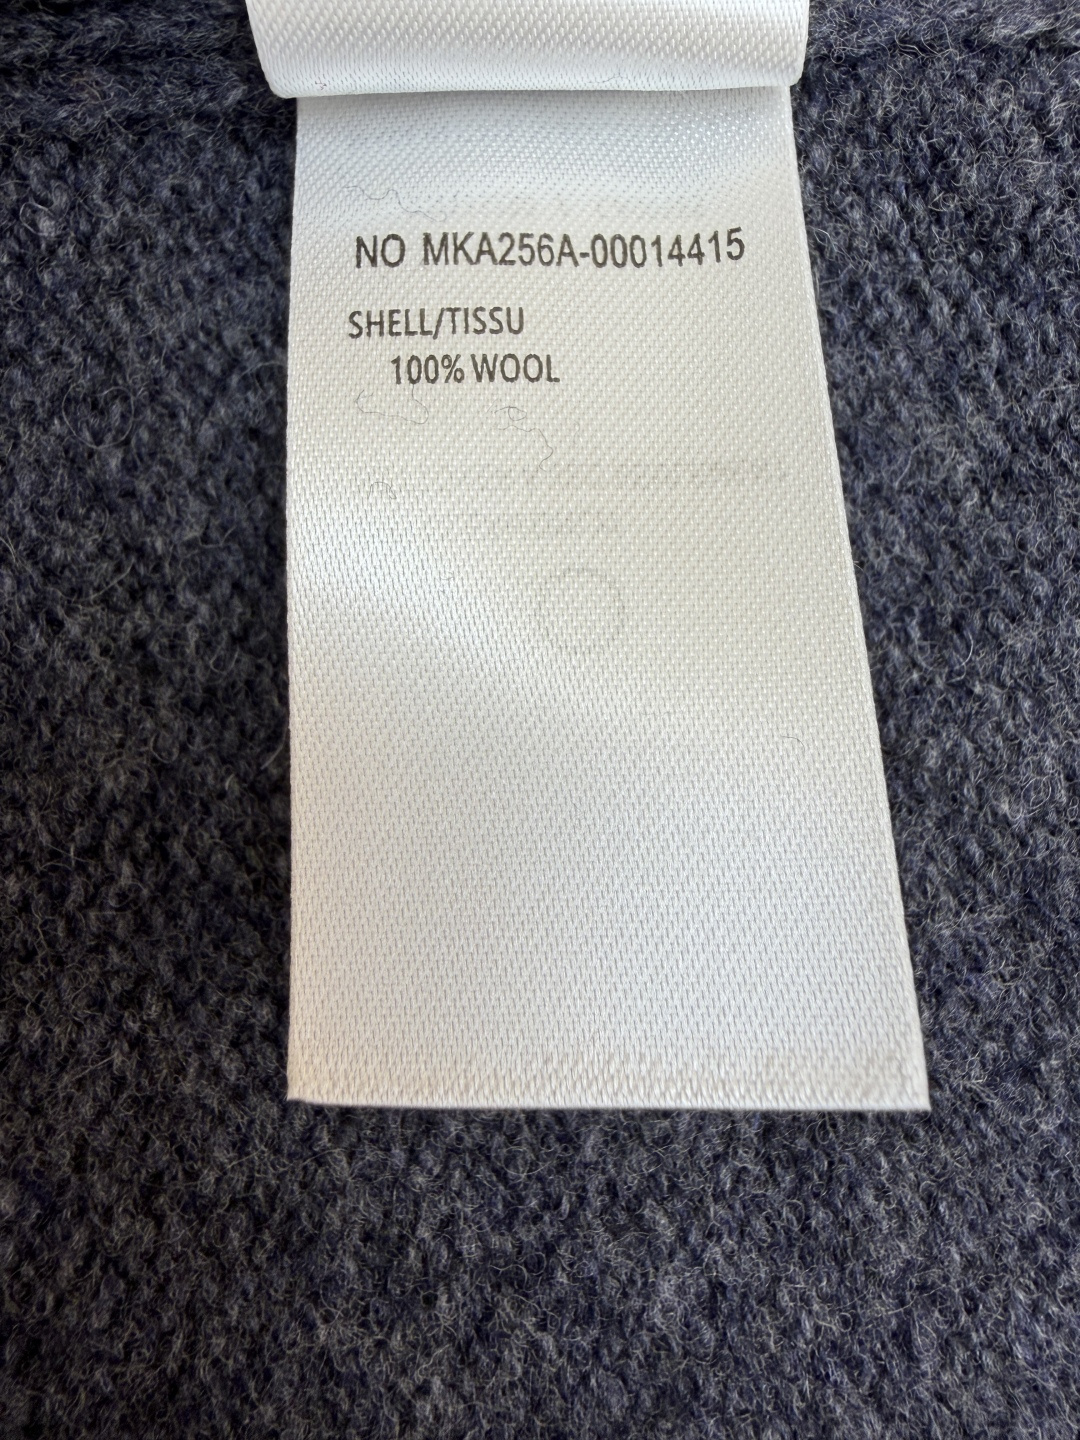 NO MKA256A-00014415
SHELL/TISSU
100% WOOL